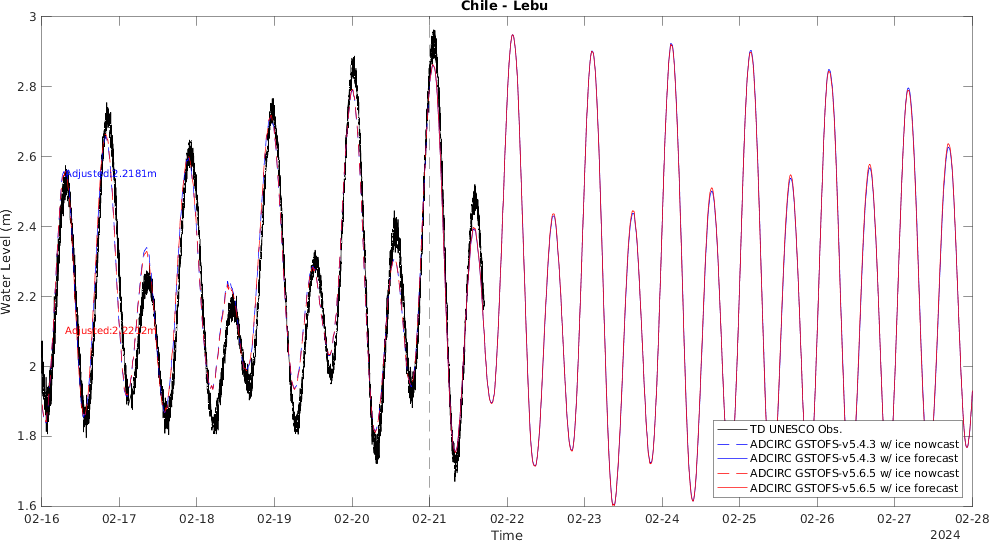 Chile - Lebu
3
2.8
2.6
2.4
2.2
2
1.8
1.6
Water Level (m)
Adjusted:2.2181m
Adjusted:2.2292m
TD UNESCO Obs.
ADCIRC GSTOFS-v5.4.3 w/ ice nowcast
ADCIRC GSTOFS-v5.4.3 w/ ice forecast
ADCIRC GSTOFS-v5.6.5 w/ ice nowcast
ADCIRC GSTOFS-v5.6.5 w/ ice forecast
02-16 02-17 02-18 02-19 02-20 02-21 02-22 02-23 02-24 02-25 02-26 02-27 02-28
Time
2024